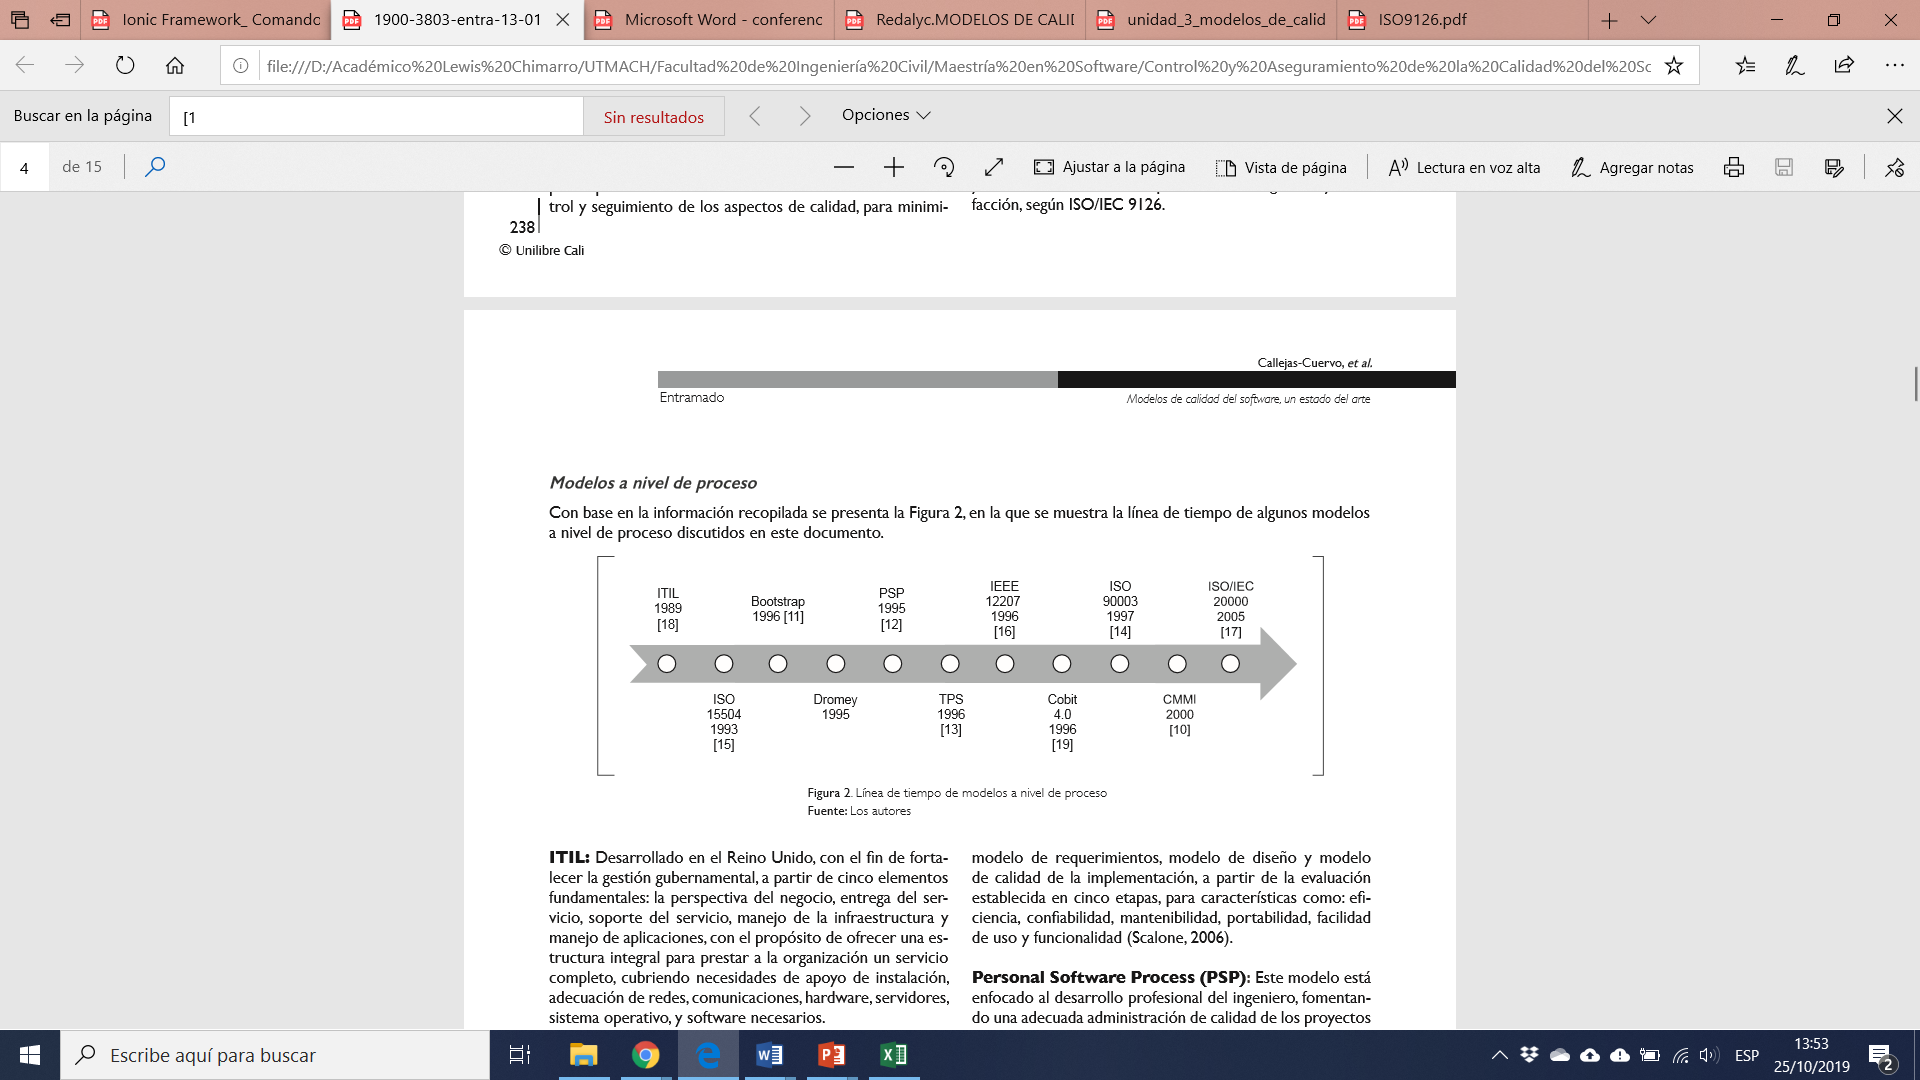 Ionic Framework_ Comando
1900-3803-entra-13-01
Microsoft Word - conferenc
Redalyc.MODELOS DE CALI
unidad_3_modelos_de_calid
ISO9126.pdf
file:///D:/Académico%20Lewis%20Chimarro/UTMACH/Facultad%20de%20Ingeniería%20Civil/Maestría%20en%20Software/Control%20y%20Aseguramiento%20de%20la%20Calidad%20del%20Sc
Buscar en la página
[1
Sin resultados
Opciones
4
de 15
Ajustar a la página
Vista de página
Lectura en voz alta
Agregar notas
trol y seguimiento de los aspectos de calidad, para minimi-
238
© Unilibre Cali
facción, según ISO/IEC 9126.
Callejas-Cuervo, et al.
Entramado
Modelos de calidad del software, un estado del arte
Modelos a nivel de proceso
Con base en la información recopilada se presenta la Figura 2, en la que se muestra la línea de tiempo de algunos modelos
a nivel de proceso discutidos en este documento.
ITIL
1989
[18]
Bootstrap
1996 [11]
PSP
1995
[12]
IEEE
12207
1996
[16]
ISO
90003
1997
[14]
ISO/IEC
20000
2005
[17]
ISO
15504
1993
[15]
Dromey
1995
TPS
1996
[13]
Cobit
4.0
1996
[19]
CMMI
2000
[10]
Figura 2. Línea de tiempo de modelos a nivel de proceso
Fuente: Los autores
ITIL: Desarrollado en el Reino Unido, con el fin de forta-
lecer la gestión gubernamental, a partir de cinco elementos
fundamentales: la perspectiva del negocio, entrega del ser-
vicio, soporte del servicio, manejo de la infraestructura y
manejo de aplicaciones, con el propósito de ofrecer una es-
tructura integral para prestar a la organización un servicio
completo, cubriendo necesidades de apoyo de instalación,
adecuación de redes, comunicaciones, hardware, servidores,
sistema operativo, y software necesarios.
modelo de requerimientos, modelo de diseño y modelo
de calidad de la implementación, a partir de la evaluación
establecida en cinco etapas, para características como: efi-
ciencia, confiabilidad, mantenibilidad, portabilidad, facilidad
de uso y funcionalidad (Scalone, 2006).
Personal Software Process (PSP): Este modelo está
enfocado al desarrollo profesional del ingeniero, fomentan-
do una adecuada administración de calidad de los proyectos
Escribe aquí para buscar
ESP
13:53
25/10/2019
2